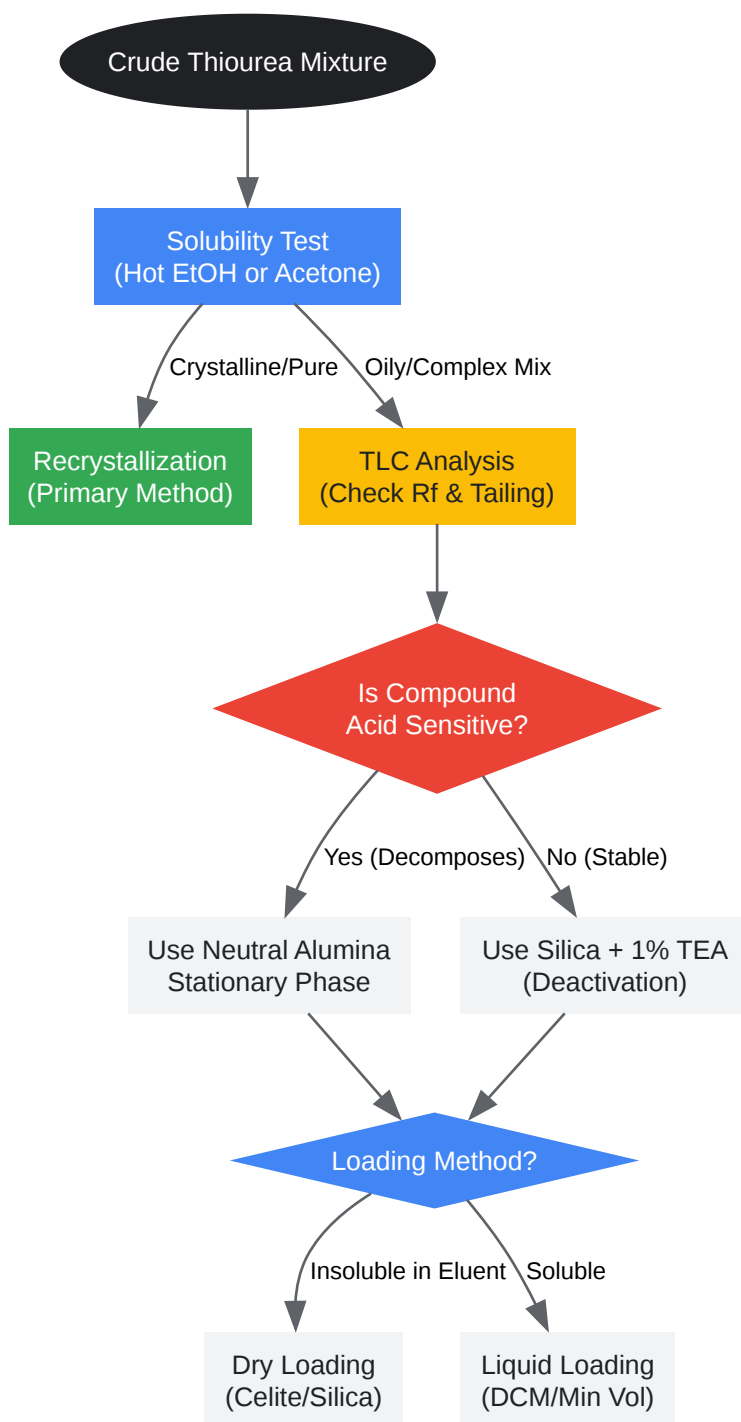 Crude Thiourea Mixture
Solubility Test
(Hot EtOH or Acetone)
Crystalline/Pure
Oily/Complex Mix
Recrystallization
(Primary Method)
TLC Analysis
(Check Rf & Tailing)
Is Compound
Acid Sensitive?
Yes (Decomposes)
No (Stable)
Use Neutral Alumina
Stationary Phase
Use Silica + 1% TEA
(Deactivation)
Loading Method?
Insoluble in Eluent
Soluble
Dry Loading
(Celite/Silica)
Liquid Loading
(DCM/Min Vol)